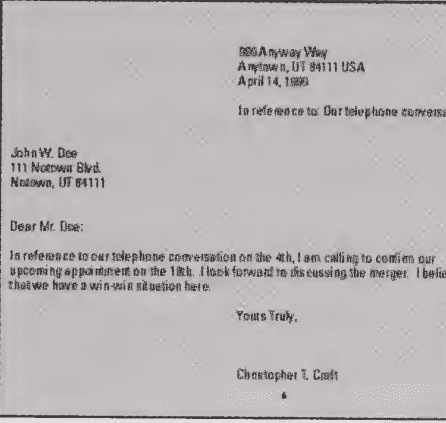 Anyway Way
Anytown, UT 84111 USA
April 14, 1999
In reference to: Our telephone
John W. Doe
111 Notown Blvd.
Notown, UT 84111
Dear Mr. Doe:
In reference to our telephone conversation on the 4th, I am calling to confirm our
upcoming appointment on the 18th. I look forward to discussing the merger. I
that we have a win-win situation here.
Yours Truly,
Christopher T. Craft